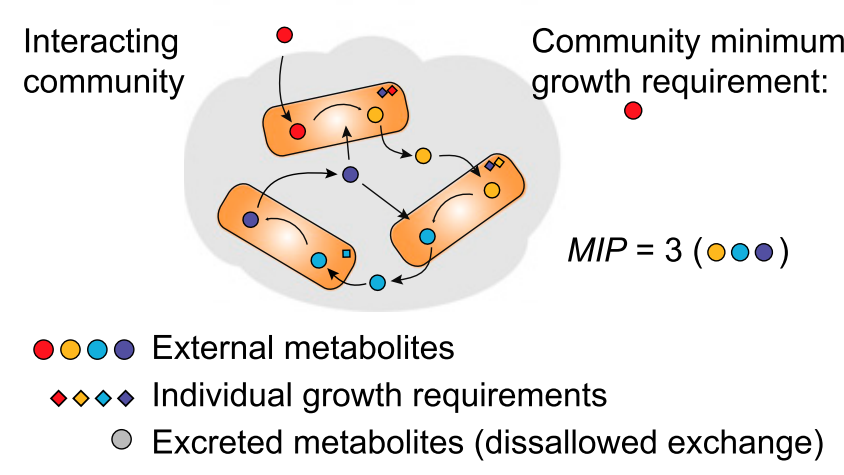 Interacting
community
Community minimum
growth requirement:
MIP = 3 ( )
External metabolites
Individual growth requirements
Excreted metabolites (dissallowed exchange)